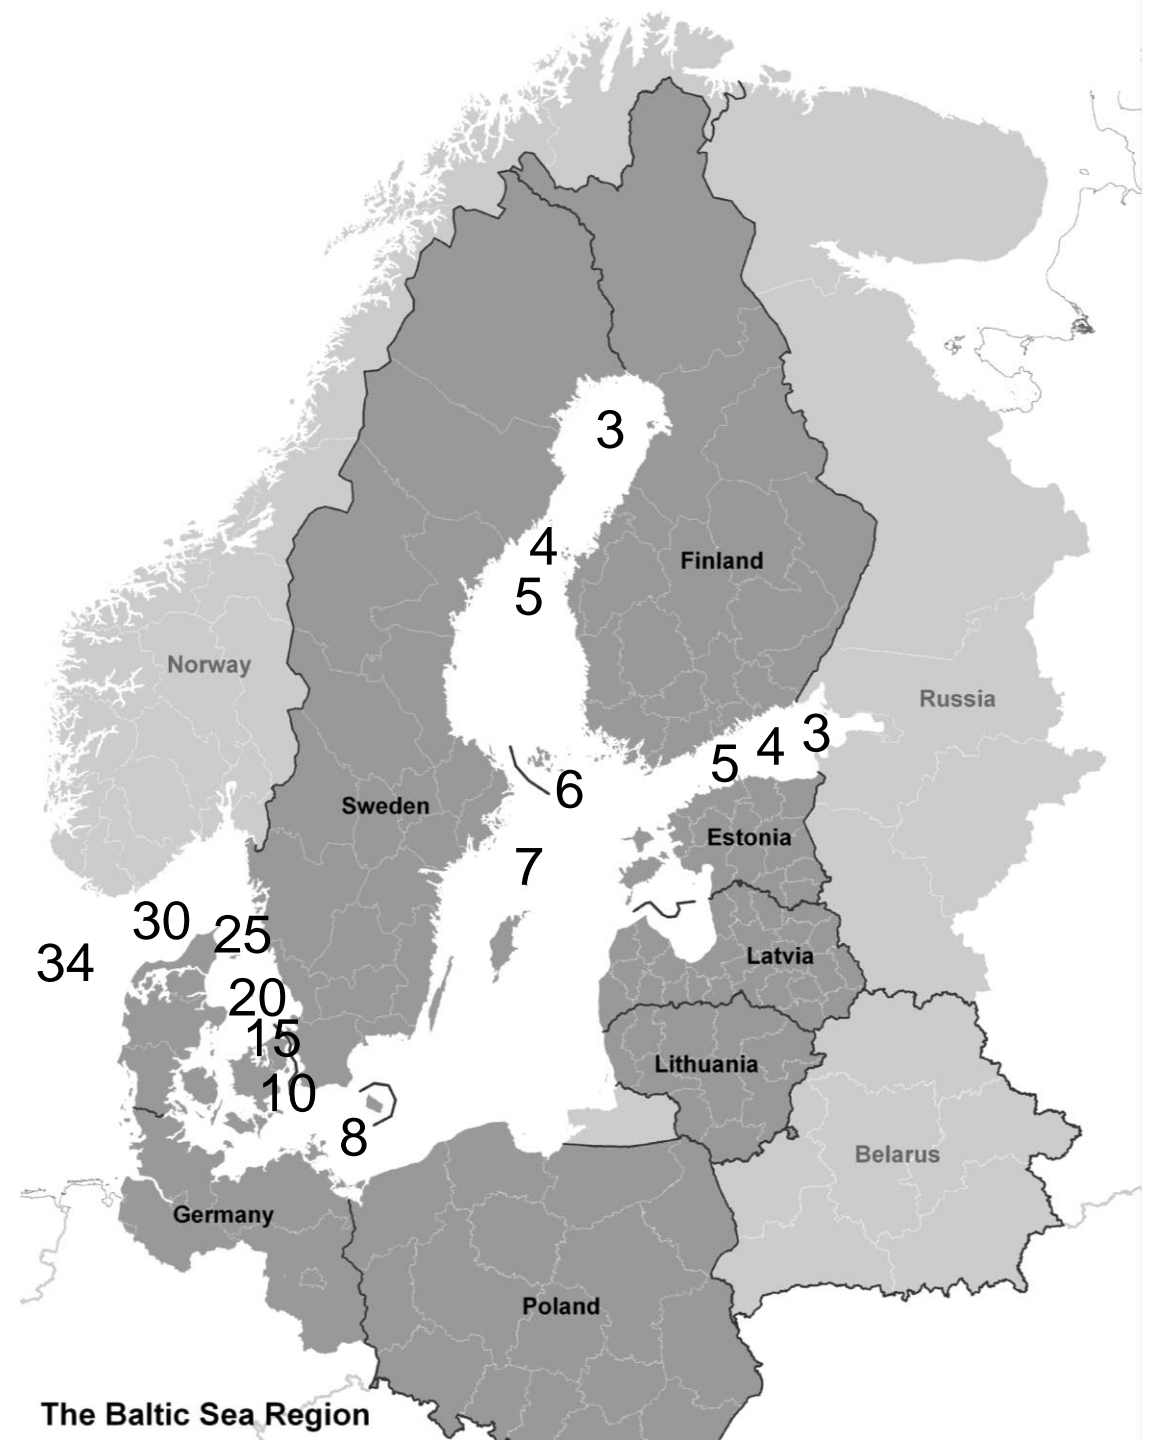 3
4
Finland
5
Norway
Russia
3
4
5
6
Sweden
Estonia
7
30
25
34
Latvia
20
15
Lithuania
10
8
Belarus
Germany
Poland
The Baltic Sea Region